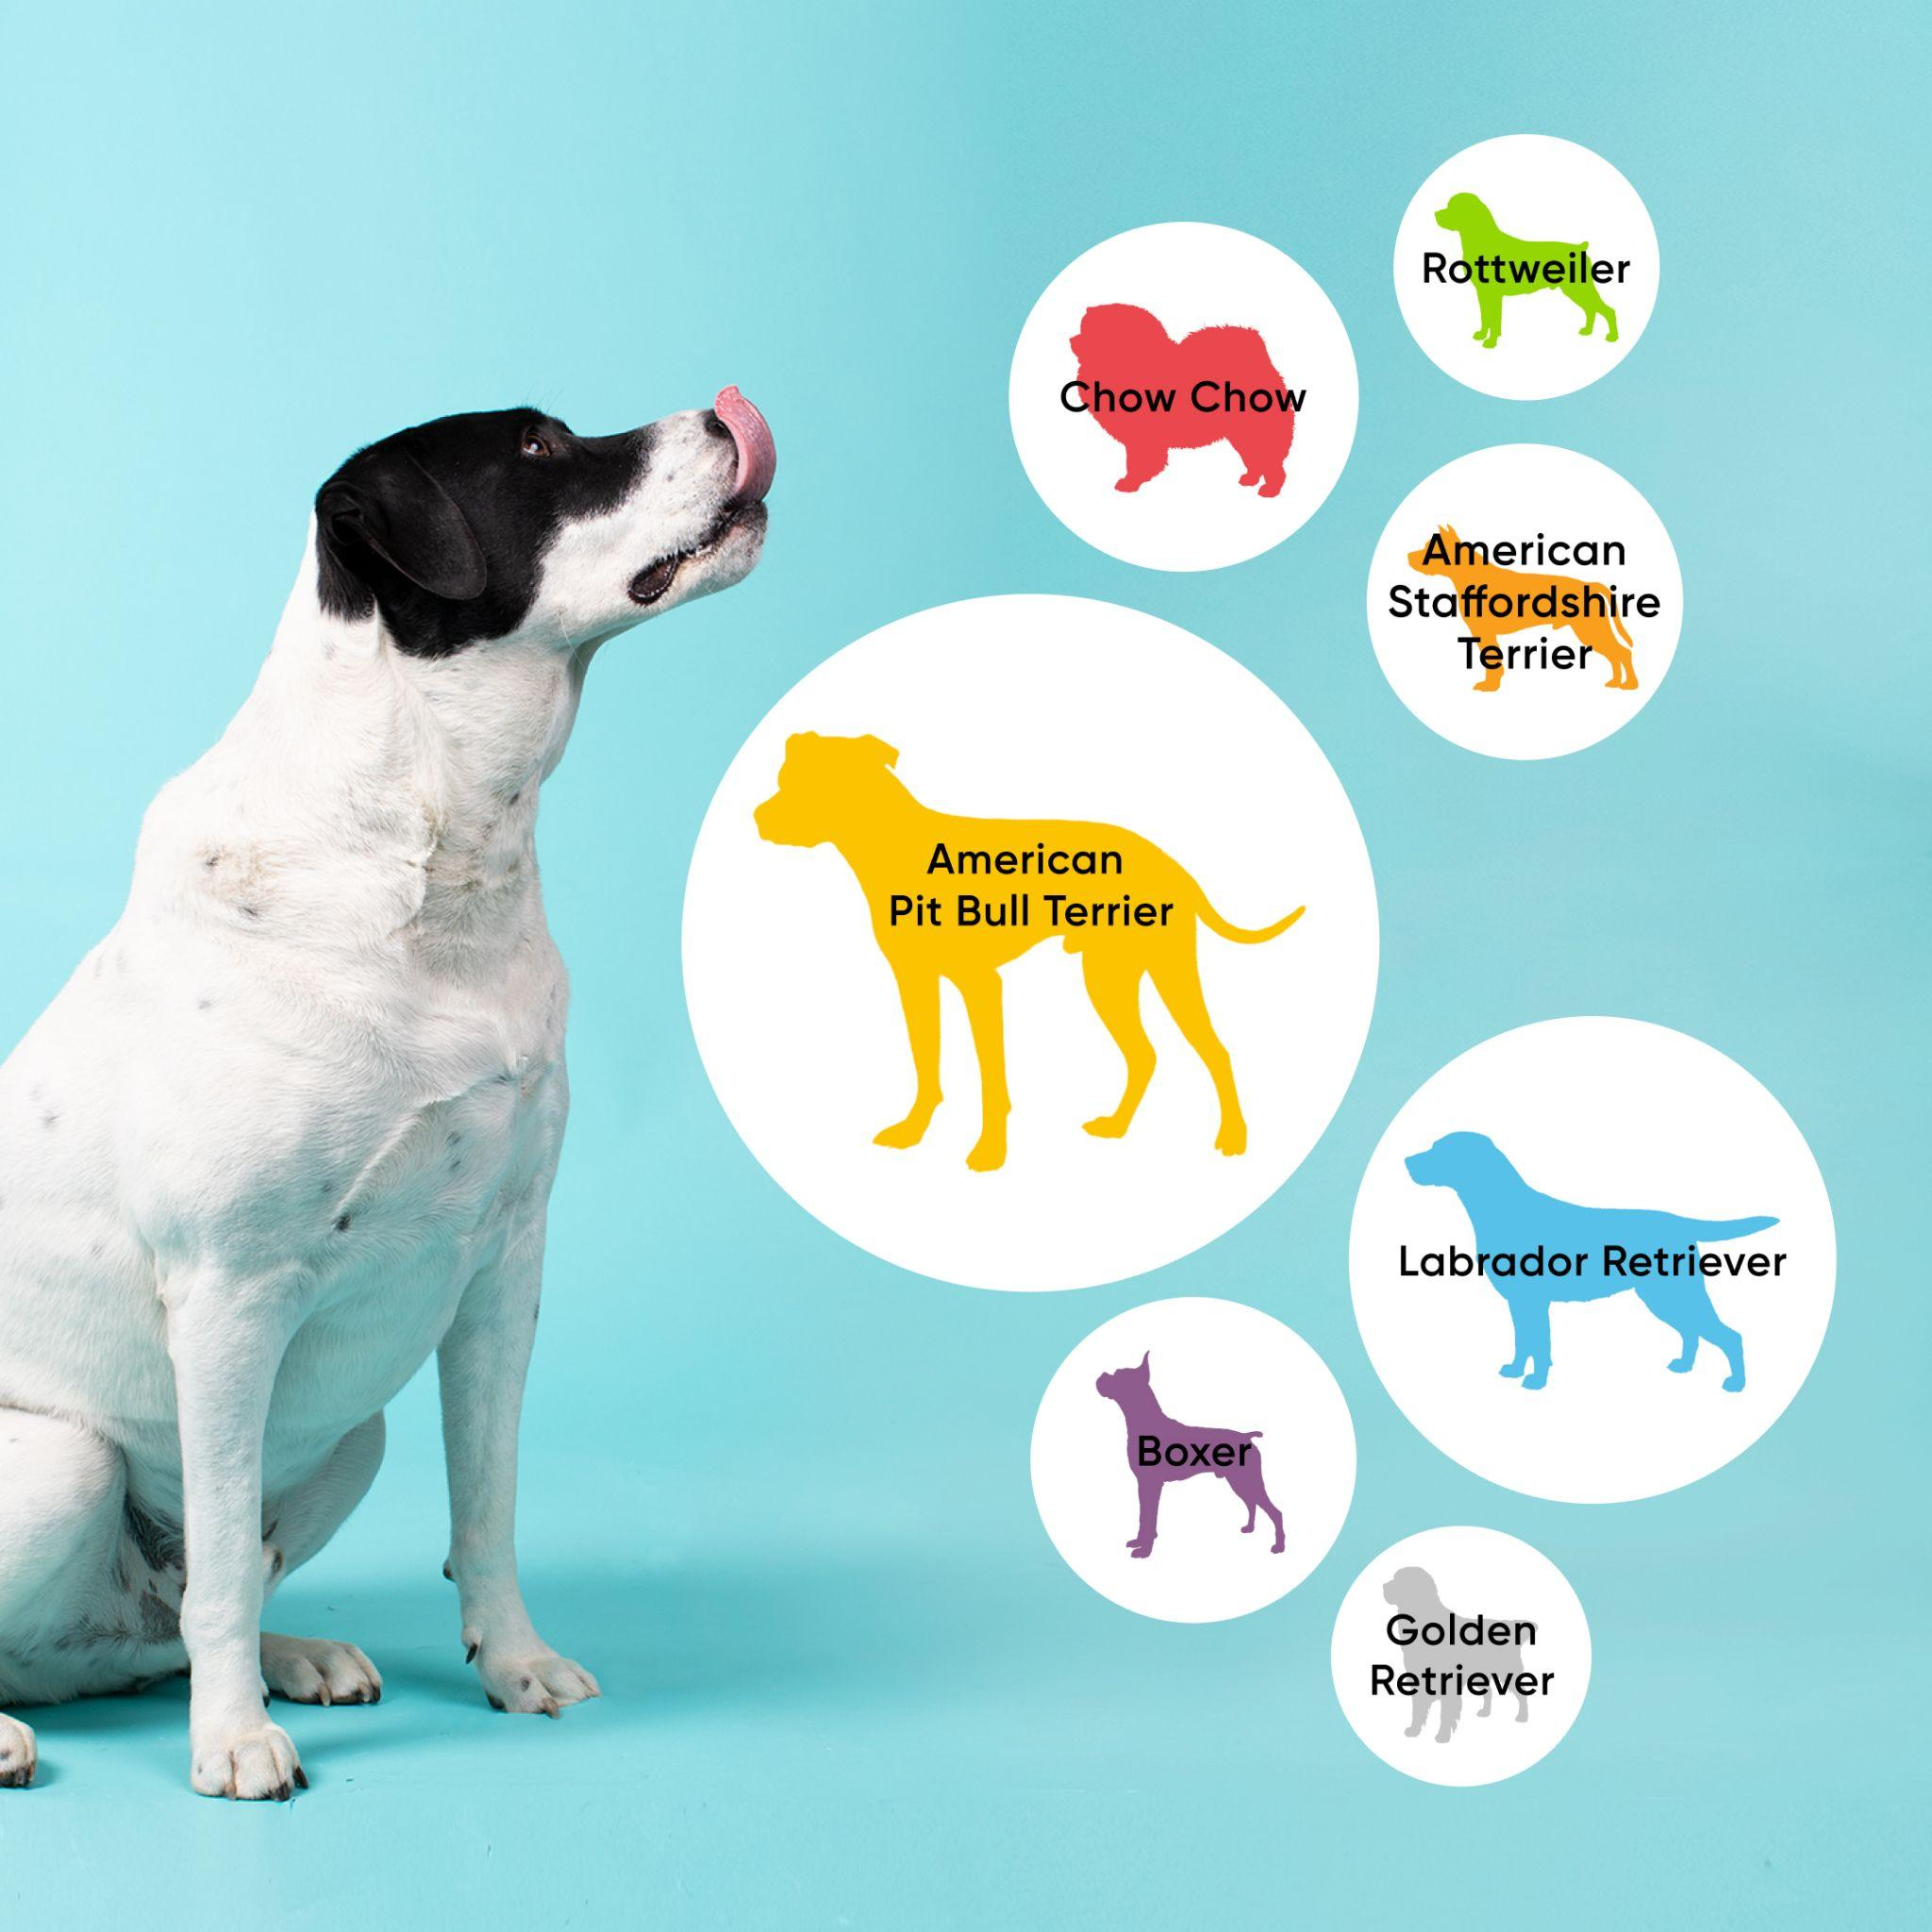 Rottweiler
Chow Chow
American
Staffordshire
Terrier
American
Pit Bull Terrier
Labrador Retriever
Boxer
Golden
Retriever